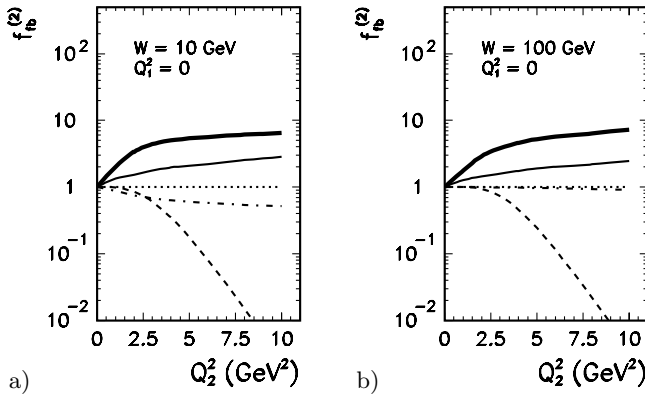 f_fb^(2)
W = 10 GeV
Q_1^2 = 0
10^2
10
1
10^-1
10^-2
0 2.5 5 7.5 10
Q_2^2 (GeV^2)
a)
f_fb^(2)
W = 100 GeV
Q_1^2 = 0
10^2
10
1
10^-1
10^-2
0 2.5 5 7.5 10
Q_2^2 (GeV^2)
b)